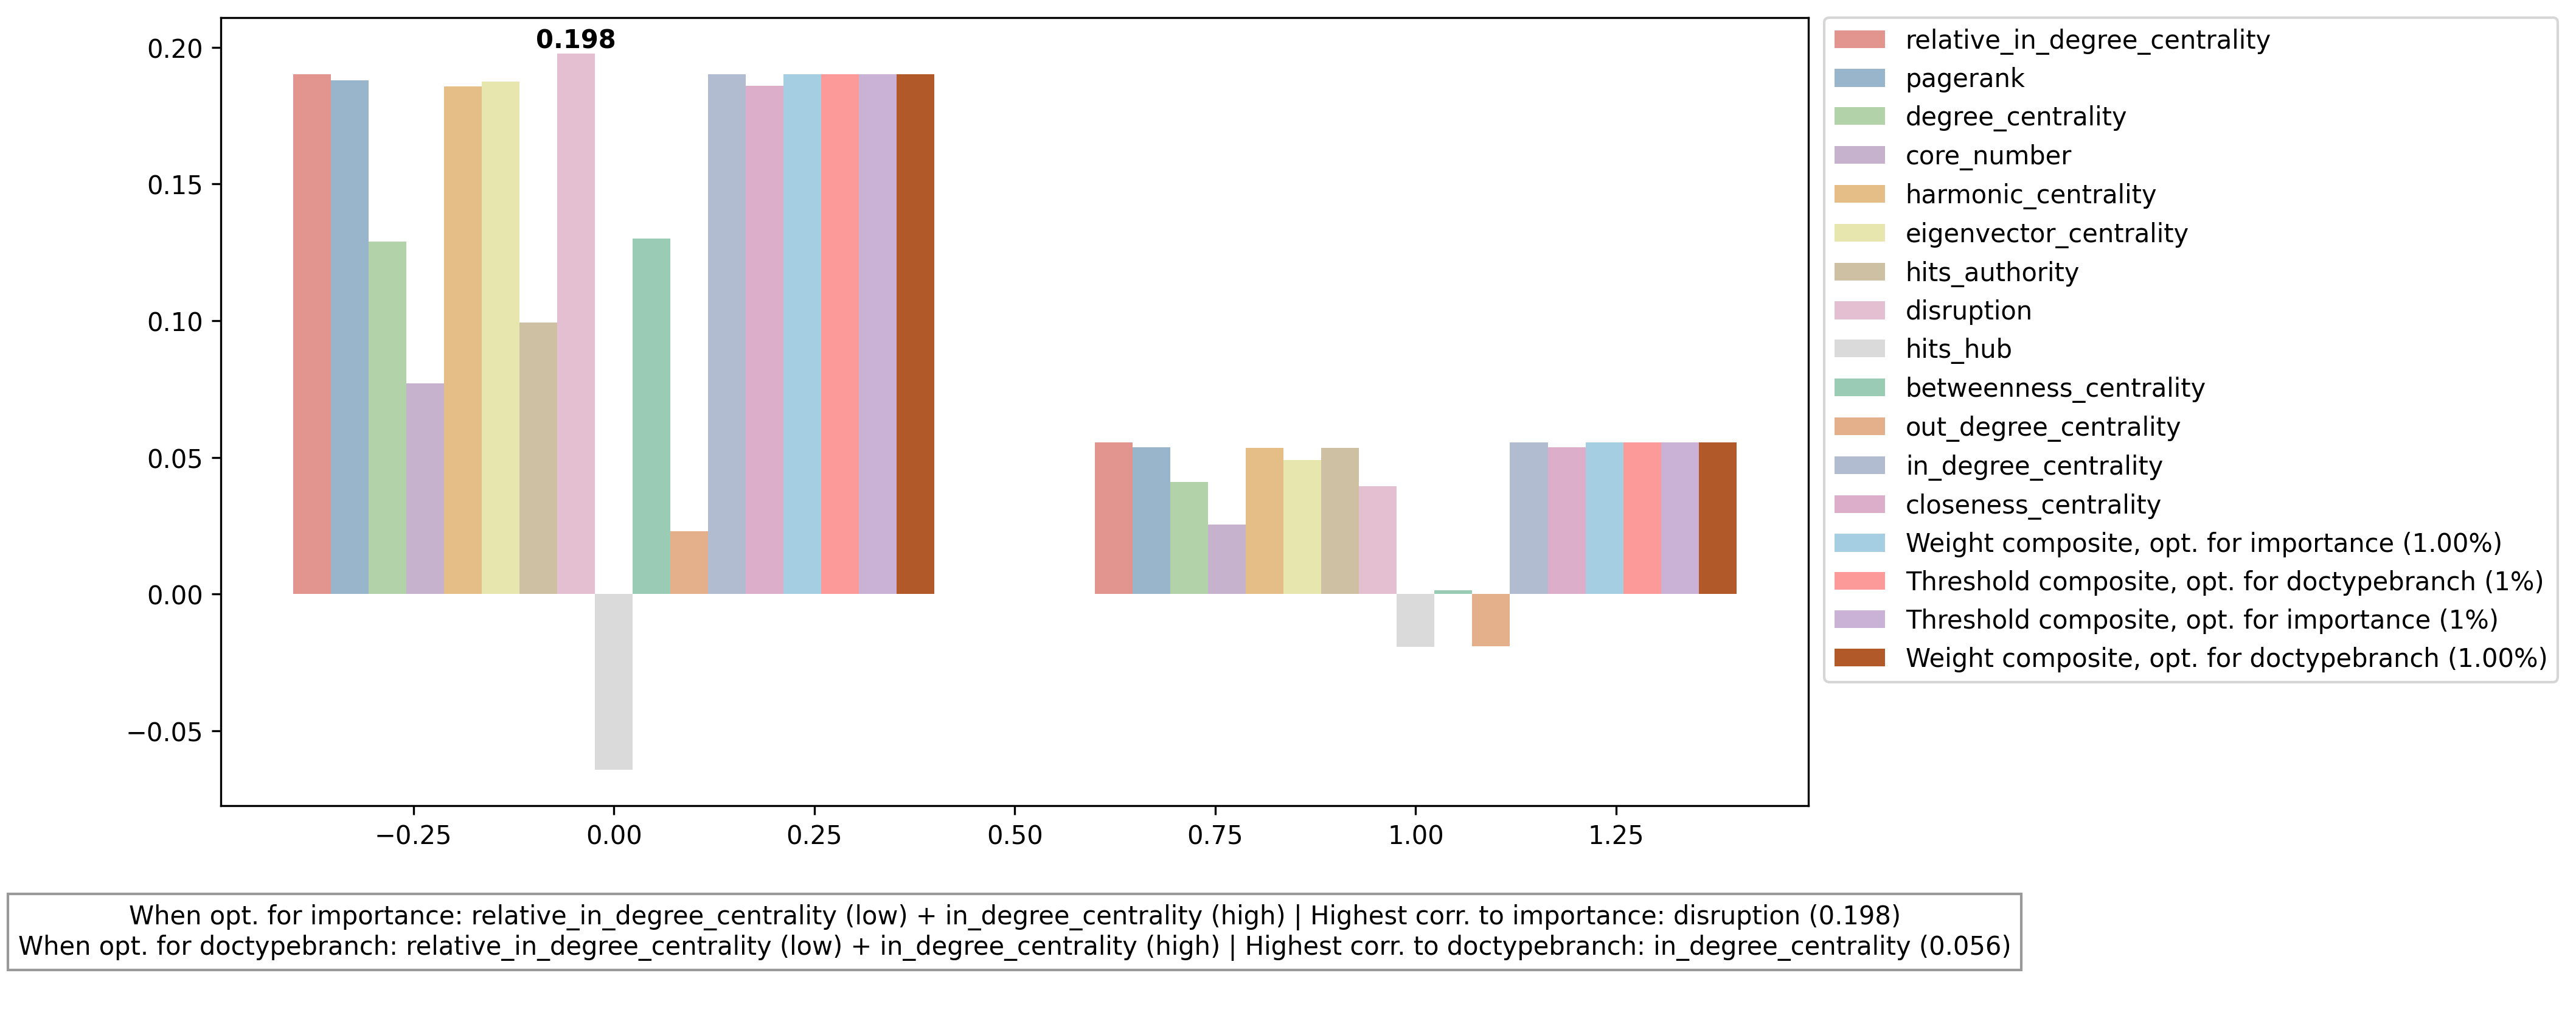 0.198
0.20
0.15
0.10
0.05
0.00
−0.05
−0.25
0.00
0.25
0.50
0.75
1.00
1.25
relative_in_degree_centrality
pagerank
degree_centrality
core_number
harmonic_centrality
eigenvector_centrality
hits_authority
disruption
hits_hub
betweenness_centrality
out_degree_centrality
in_degree_centrality
closeness_centrality
Weight composite, opt. for importance (1.00%)
Threshold composite, opt. for doctypebranch (1%)
Threshold composite, opt. for importance (1%)
Weight composite, opt. for doctypebranch (1.00%)
When opt. for importance: relative_in_degree_centrality (low) + in_degree_centrality (high) | Highest corr. to importance: disruption (0.198)
When opt. for doctypebranch: relative_in_degree_centrality (low) + in_degree_centrality (high) | Highest corr. to doctypebranch: in_degree_centrality (0.056)